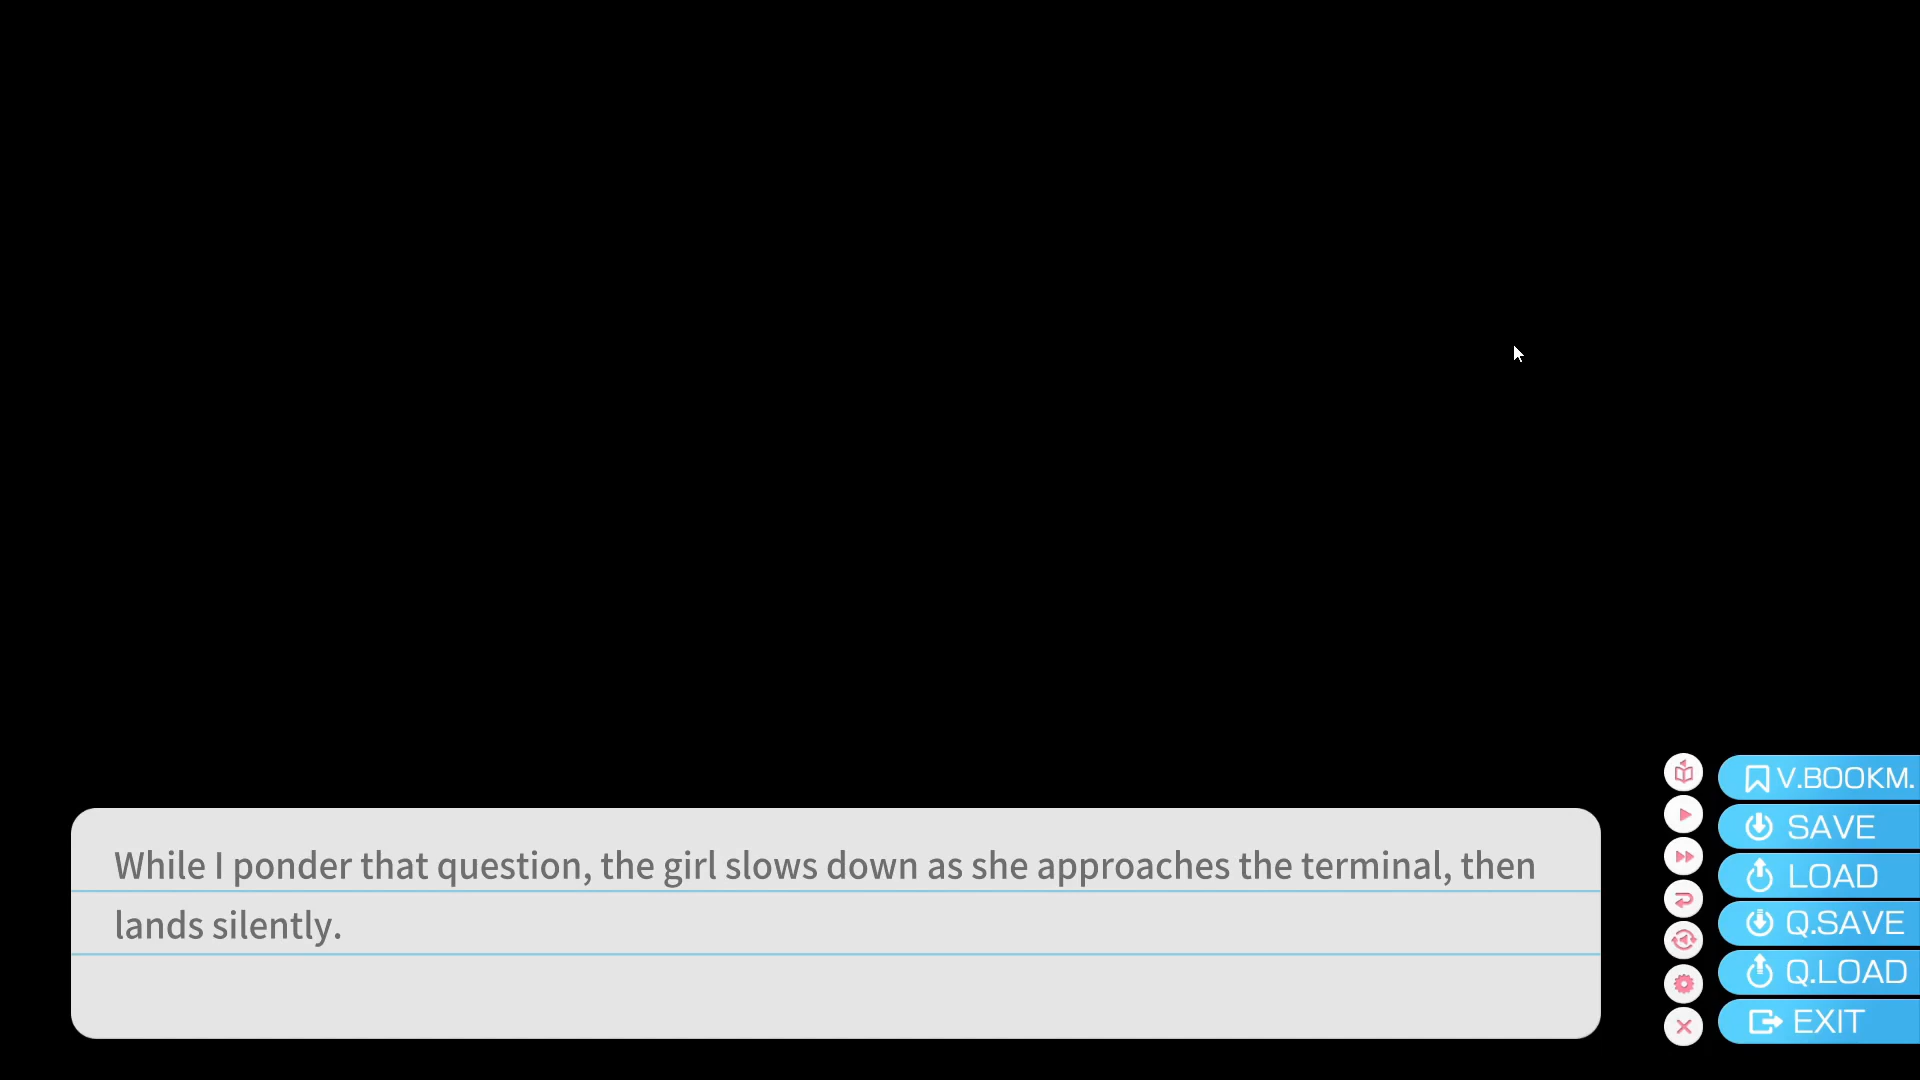 While I ponder that question, the girl slows down as she approaches the terminal, then
lands silently.
V.BOOKM.
SAVE
LOAD
Q.SAVE
Q.LOAD
EXIT